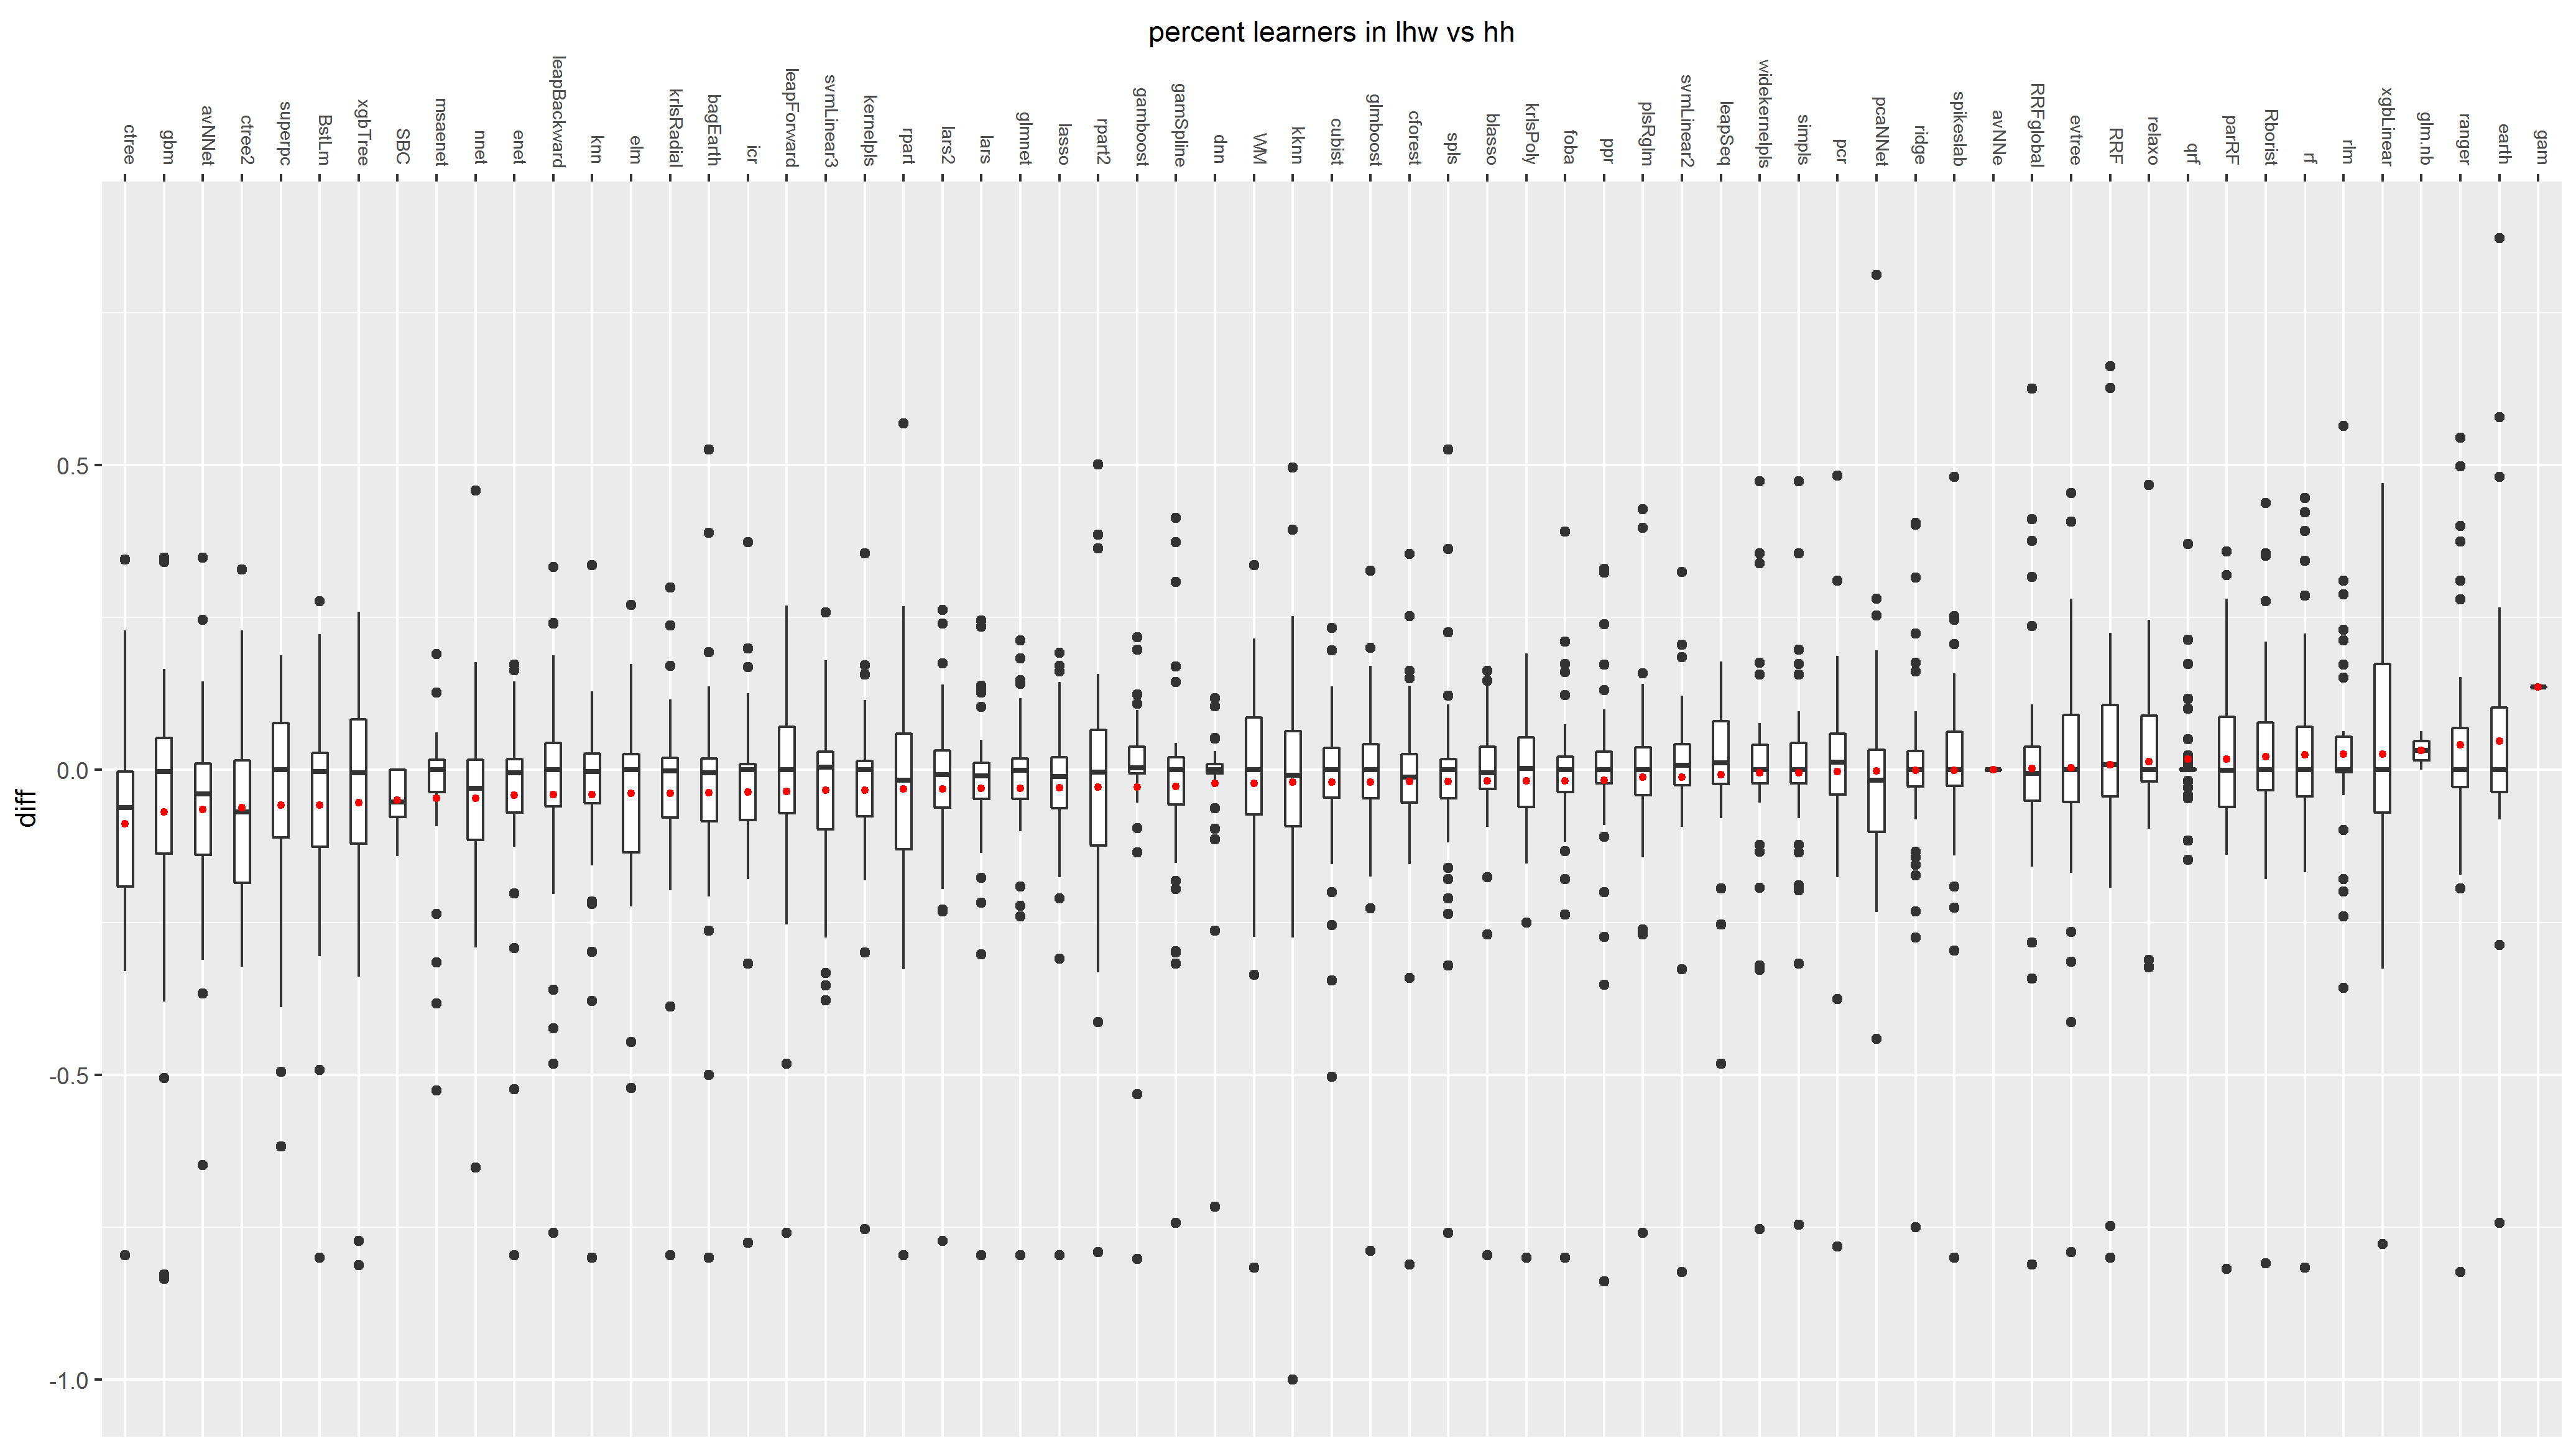 percent learners in lhw vs hh
ctree
gbm
avNNet
ctree2
superpc
BstLm
xgbTree
SBC
msaenet
nnet
enet
leapBackward
knn
elm
krlsRadial
bagEarth
icr
leapForward
svmLinear3
kernelpls
rpart
lars2
lars
glmnet
lasso
rpart2
gamboost
gamSpline
dnn
WM
kknn
cubist
glmboost
cforest
spls
blasso
krlsPoly
foba
ppr
plsRglm
svmLinear2
leapSeq
widekernelpls
simpls
pcr
pcaNNet
ridge
spikeslab
avNNe
RRFglobal
evtree
RRF
relaxo
qrf
parRF
Rborist
rf
rlm
xgbLinear
glm.nb
ranger
earth
gam
0.5
0.0
-0.5
-1.0
diff